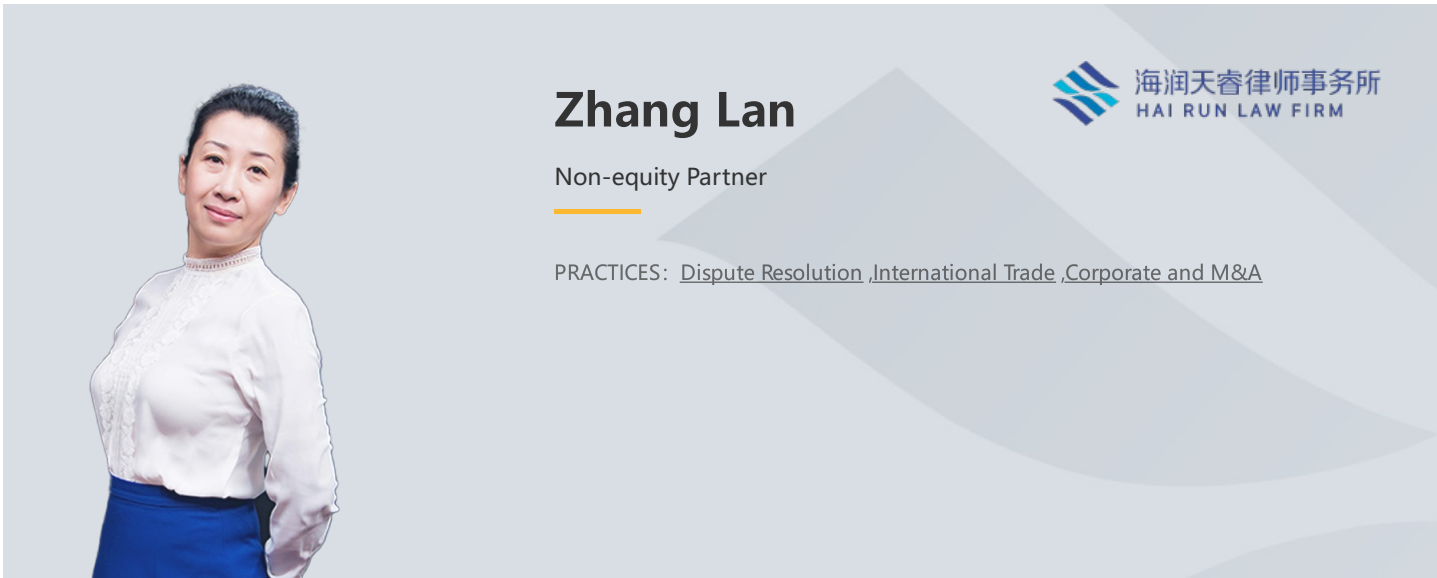 海润天睿律师事务所
HAI RUN LAW FIRM
Zhang Lan
Non-equity Partner
PRACTICES: Dispute Resolution ,International Trade ,Corporate and M&A